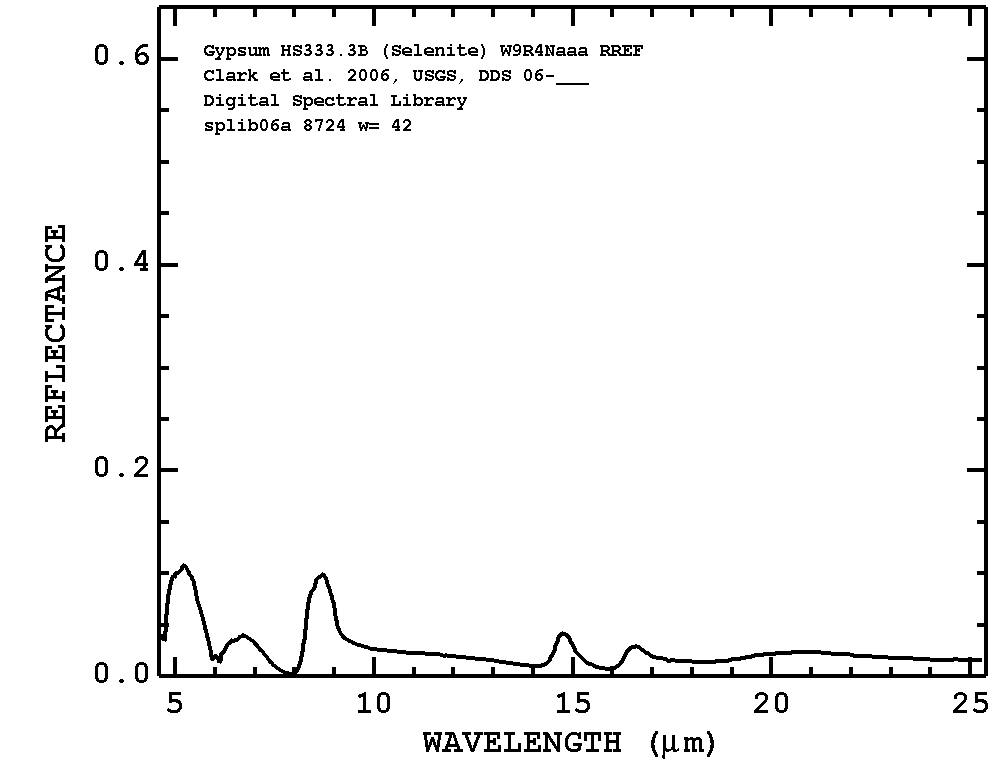 Gypsum HS333.3B (Selenite) W9R4Naaa RREF
Clark et al. 2006, USGS, DDS 06-___
Digital Spectral Library
splib06a 8724 w= 42
0.6
0.4
0.2
0.0
REFLECTANCE
5 10 15 20 25
WAVELENGTH (μm)